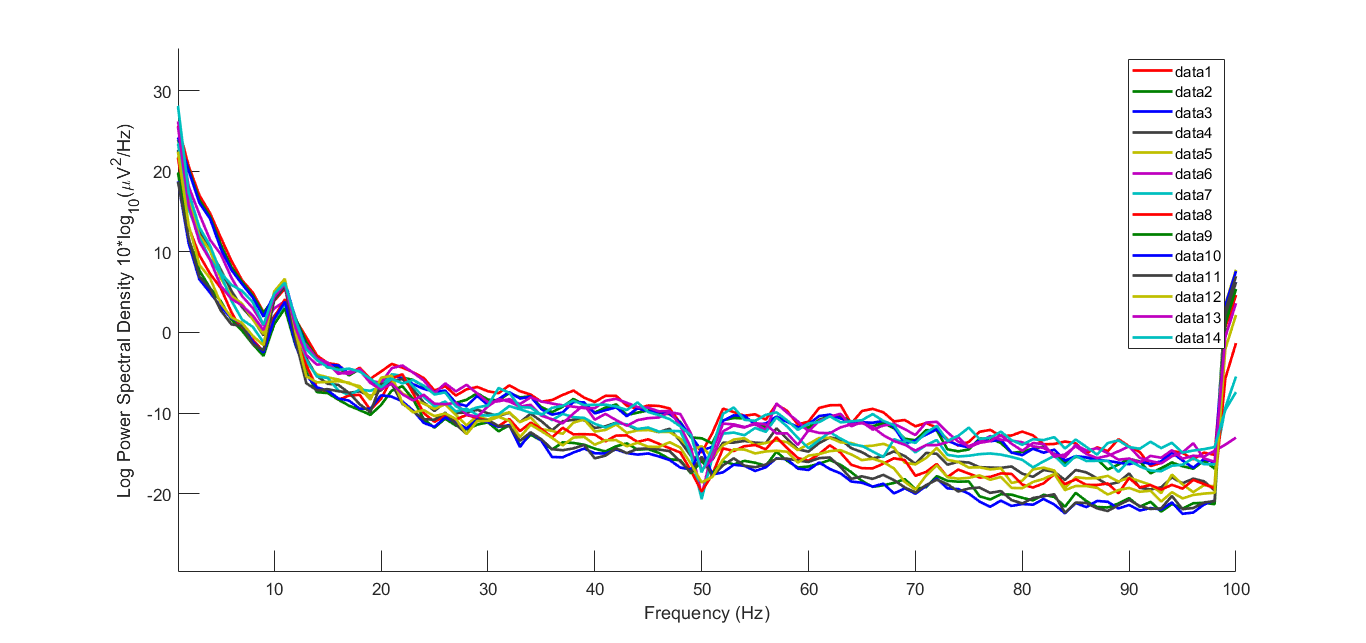 Log Power Spectral Density 10*log10(μV2/Hz)
30
20
10
0
-10
-20
data1
data2
data3
data4
data5
data6
data7
data8
data9
data10
data11
data12
data13
data14
10 20 30 40 50 60 70 80 90 100
Frequency (Hz)